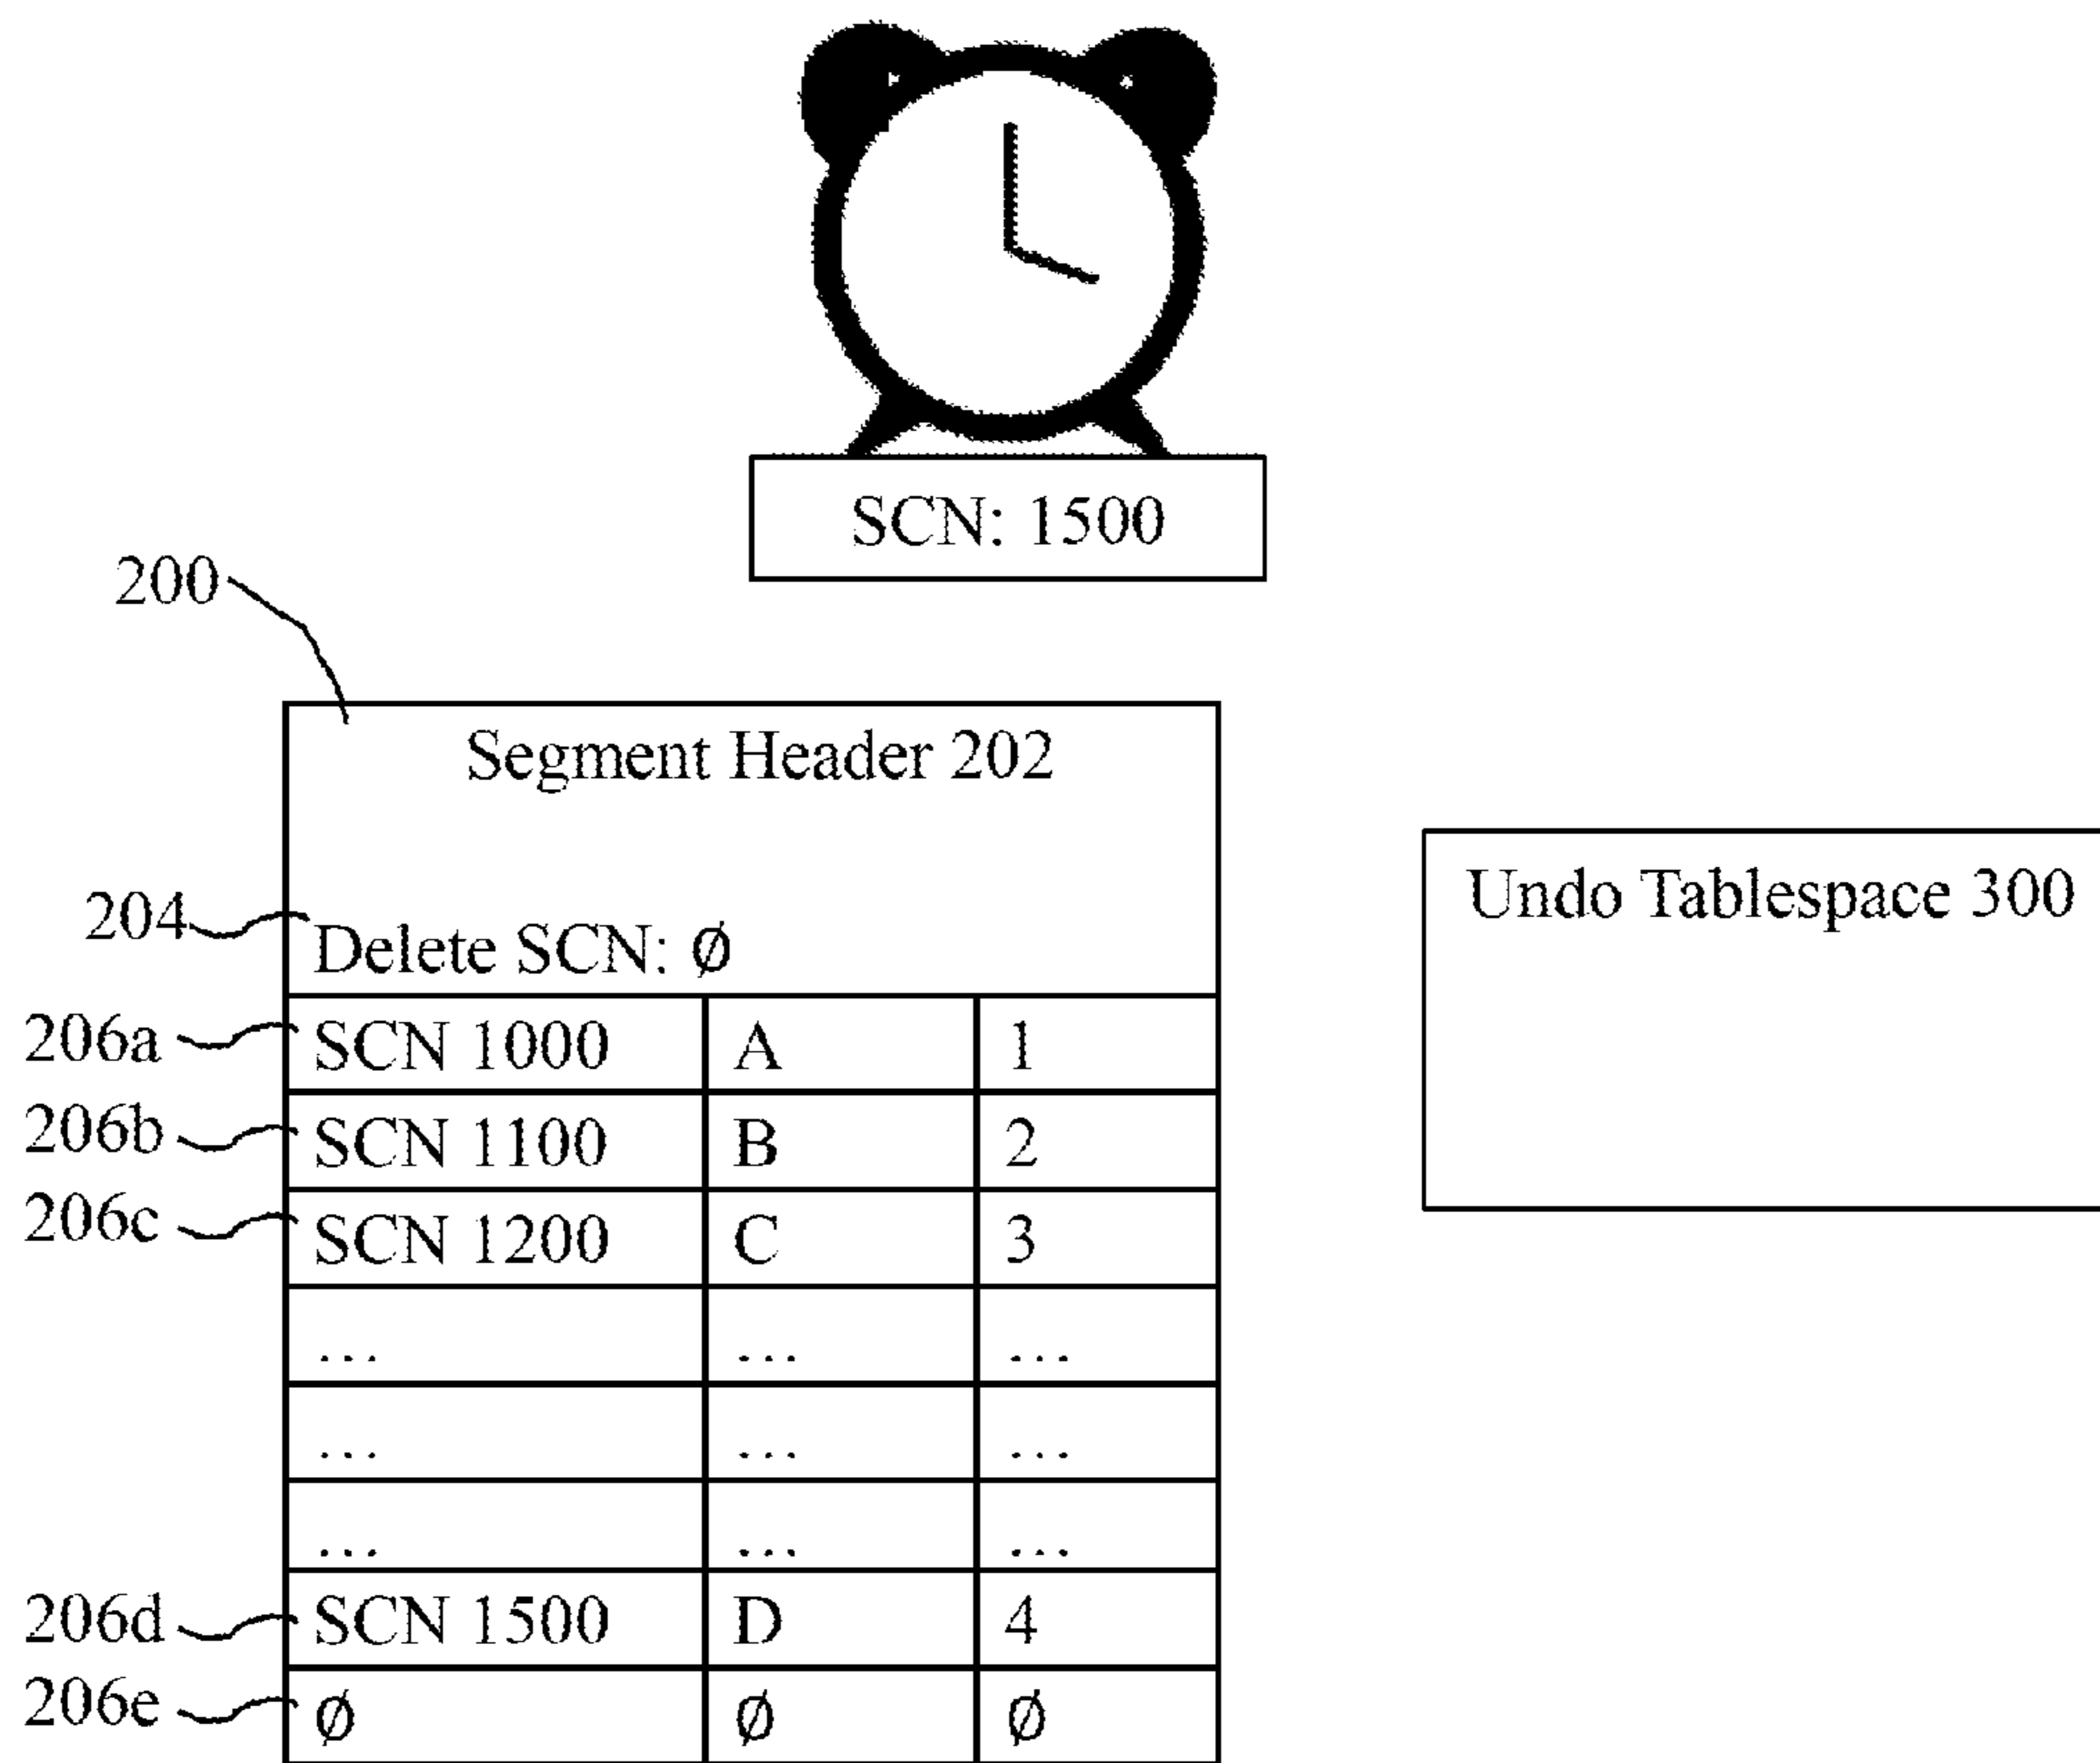 SCN: 1500
200
Segment Header 202
204
Delete SCN: Ø
Undo Tablespace 300
206a SCN 1000 A 1
206b SCN 1100 B 2
206c SCN 1200 C 3
... ... ...
... ... ...
... ... ...
206d SCN 1500 D 4
206e Ø Ø Ø